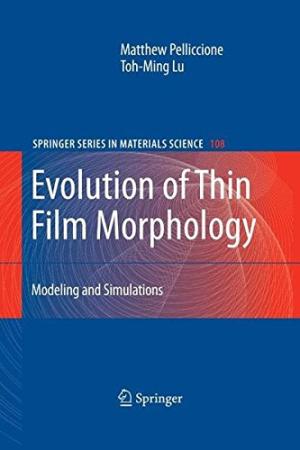 Matthew Pelliccione
Toh-Ming Lu
SPRINGER SERIES IN MATERIALS SCIENCE 108
Evolution of Thin
Film Morphology
Modeling and Simulations
Springer